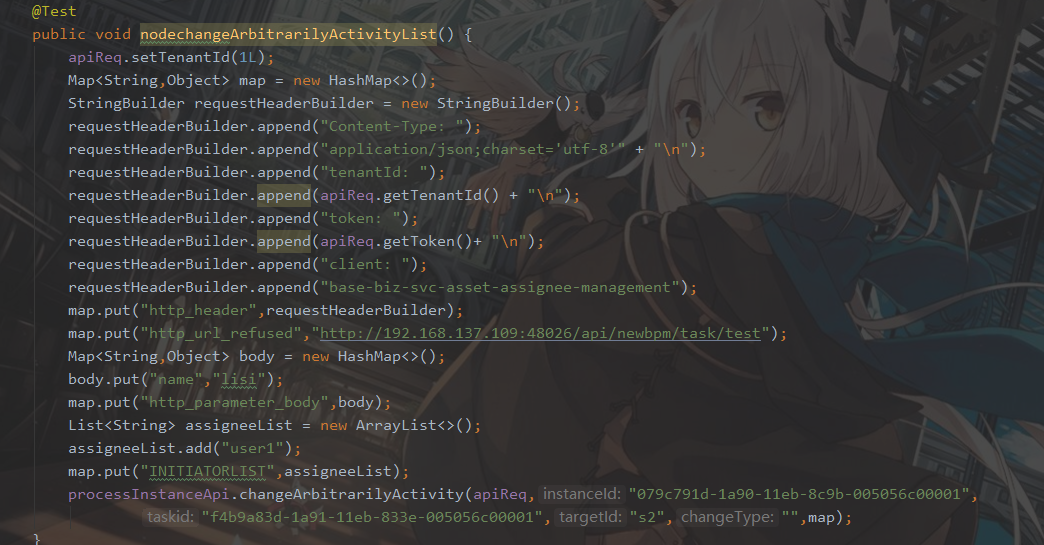 @Test
public void nodechangeArbitrarilyActivityList() {
apiReq.setTenantId(1L);
Map<String,Object> map = new HashMap<>();
StringBuilder requestHeaderBuilder = new StringBuilder();
requestHeaderBuilder.append("Content-Type: ");
requestHeaderBuilder.append("application/json;charset='utf-8'" + "\n");
requestHeaderBuilder.append("tenantId: ");
requestHeaderBuilder.append(apiReq.getTenantId() + "\n");
requestHeaderBuilder.append("token: ");
requestHeaderBuilder.append(apiReq.getToken()+ "\n");
requestHeaderBuilder.append("client: ");
requestHeaderBuilder.append("base-biz-svc-asset-assignee-management");
map.put("http_header",requestHeaderBuilder);
map.put("http_url_refused","http://192.168.137.109:48026/api/newbpm/task/test");
Map<String,Object> body = new HashMap<>();
body.put("name","lisi");
map.put("http_parameter_body",body);
List<String> assigneeList = new ArrayList<>();
assigneeList.add("user1");
map.put("INITIATORLIST",assigneeList);
processInstanceApi.changeArbitrarilyActivity(apiReq, instanceId: "079c791d-1a90-11eb-8c9b-005056c00001",
taskid: "f4b9a83d-1a91-11eb-833e-005056c00001", targetId: "s2", changeType: "",map);
}